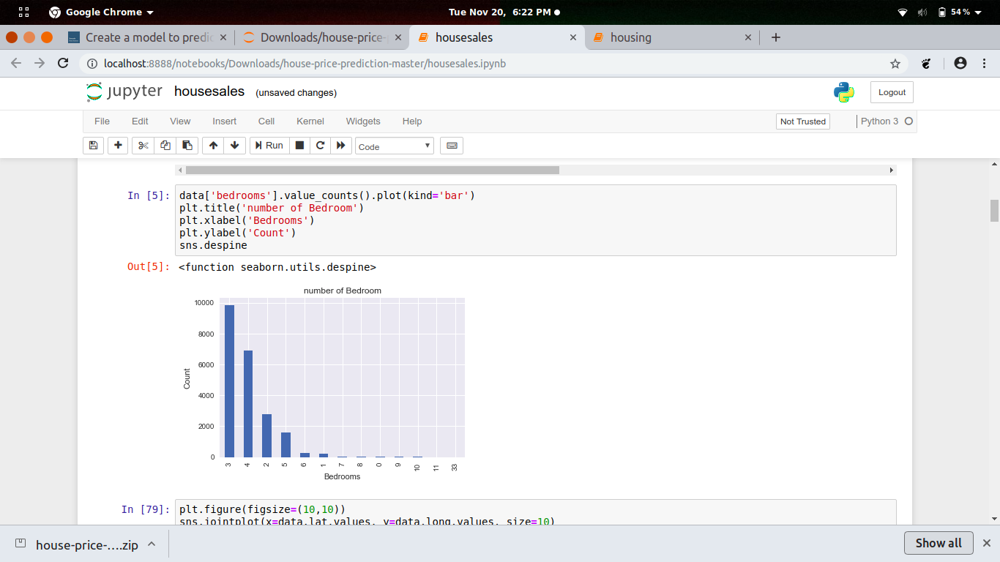 Google Chrome
Tue Nov 20, 6:22 PM
54 %
Create a model to predic
Downloads/house-price-
housesales
housing
localhost:8888/notebooks/Downloads/house-price-prediction-master/housesales.ipynb
jupyter housesales (unsaved changes)
Logout
File Edit View Insert Cell Kernel Widgets Help
Not Trusted
Python 3
Run
Code
In [5]:
data['bedrooms'].value_counts().plot(kind='bar')
plt.title('number of Bedroom')
plt.xlabel('Bedrooms')
plt.ylabel('Count')
sns.despine
Out[5]: <function seaborn.utils.despine>
number of Bedroom
10000
8000
6000
4000
2000
0
Count
3 4 2 5 6 1 7 8 0 9 10 11 33
Bedrooms
In [79]:
plt.figure(figsize=(10,10))
sns.jointplot(x=data.lat.values, y=data.long.values, size=10)
house-price-....zip
Show all